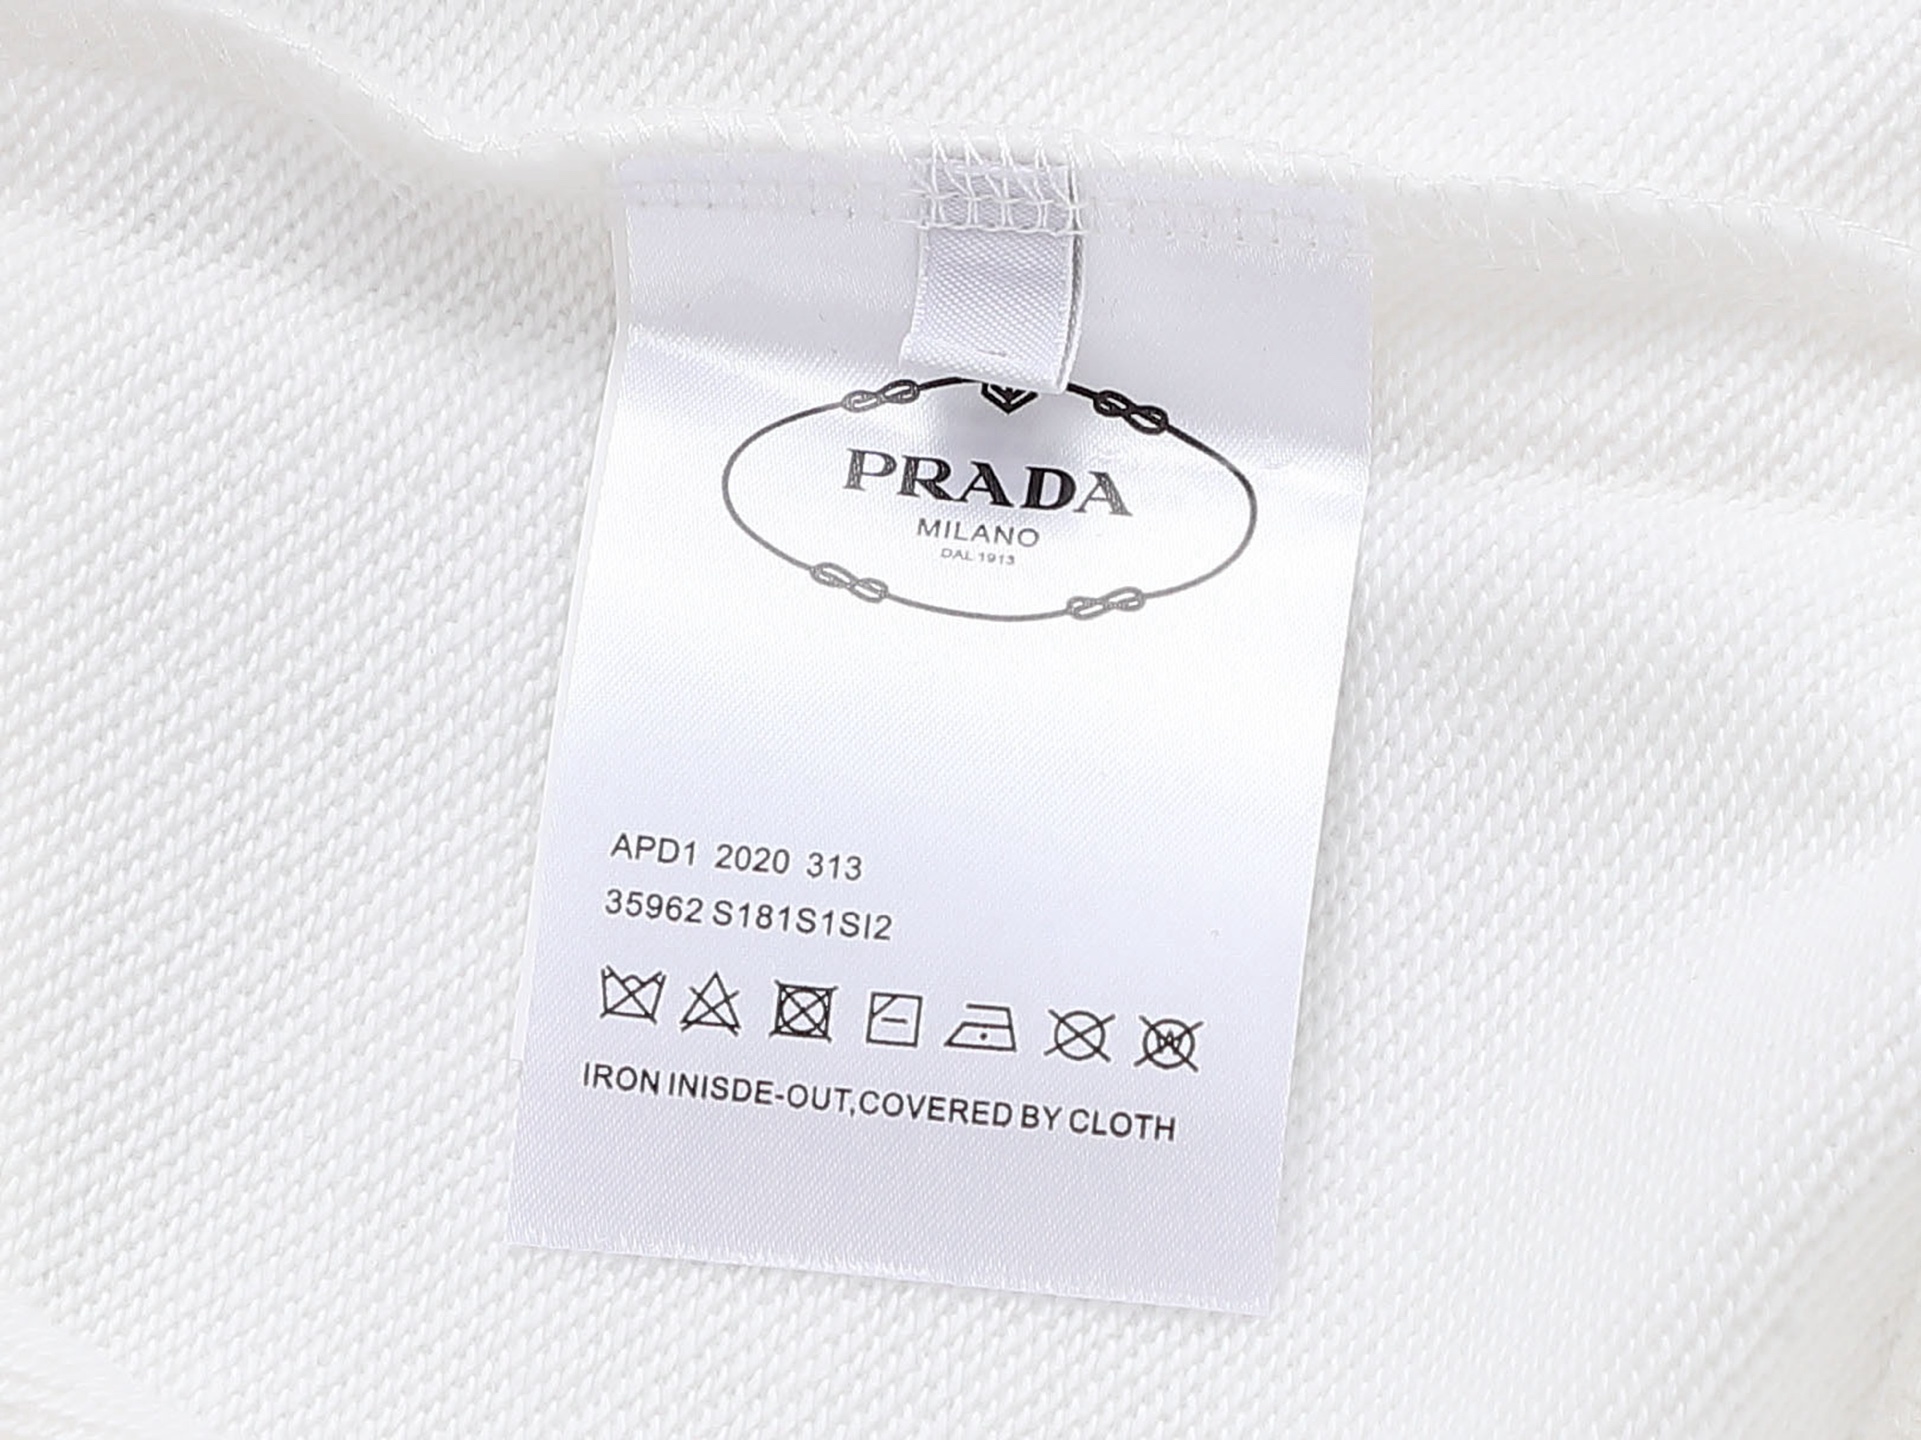 PRADA
MILANO
DAL 1913
APD1 2020 313
35962 S181S1SI2
IRON INISDE-OUT,COVERED BY CLOTH